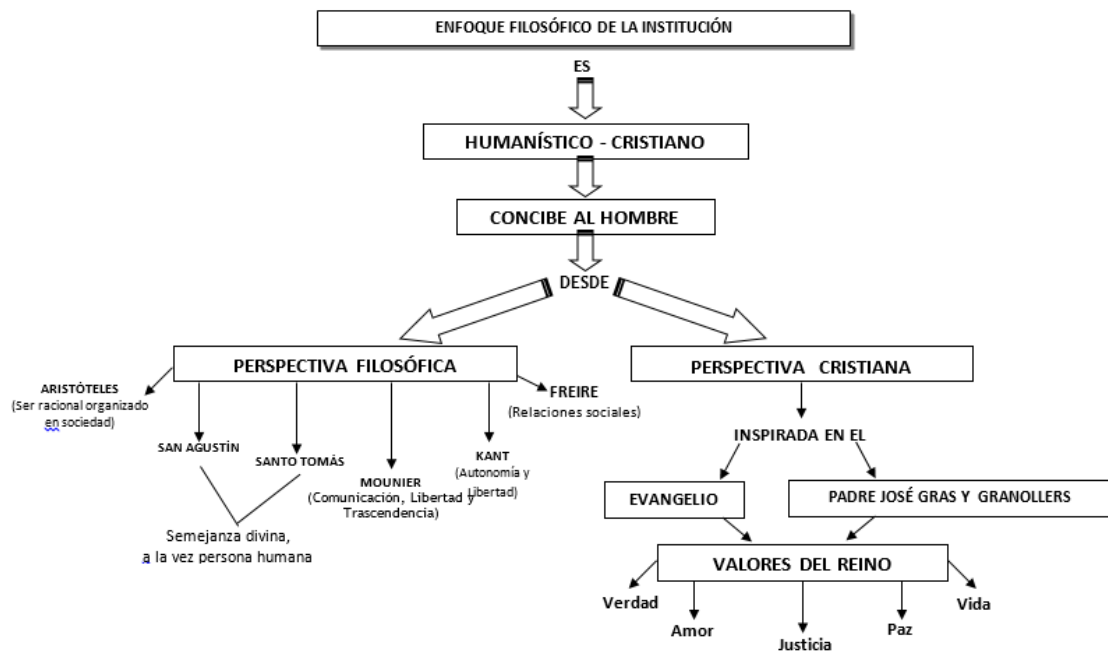 ENFOQUE FILOSÓFICO DE LA INSTITUCIÓN
ES
HUMANÍSTICO - CRISTIANO
CONCIBE AL HOMBRE
DESDE
PERSPECTIVA FILOSÓFICA
ARISTÓTELES
(Ser racional organizado
en sociedad)
SAN AGUSTÍN
SANTO TOMÁS
Semejanza divina,
a la vez persona humana
MOUNIER
(Comunicación, Libertad y
Trascendencia)
KANT
(Autonomía y
Libertad)
FREIRE
(Relaciones sociales)
PERSPECTIVA CRISTIANA
INSPIRADA EN EL
EVANGELIO
PADRE JOSÉ GRAS Y GRANOLLERS
VALORES DEL REINO
Verdad
Amor
Justicia
Paz
Vida